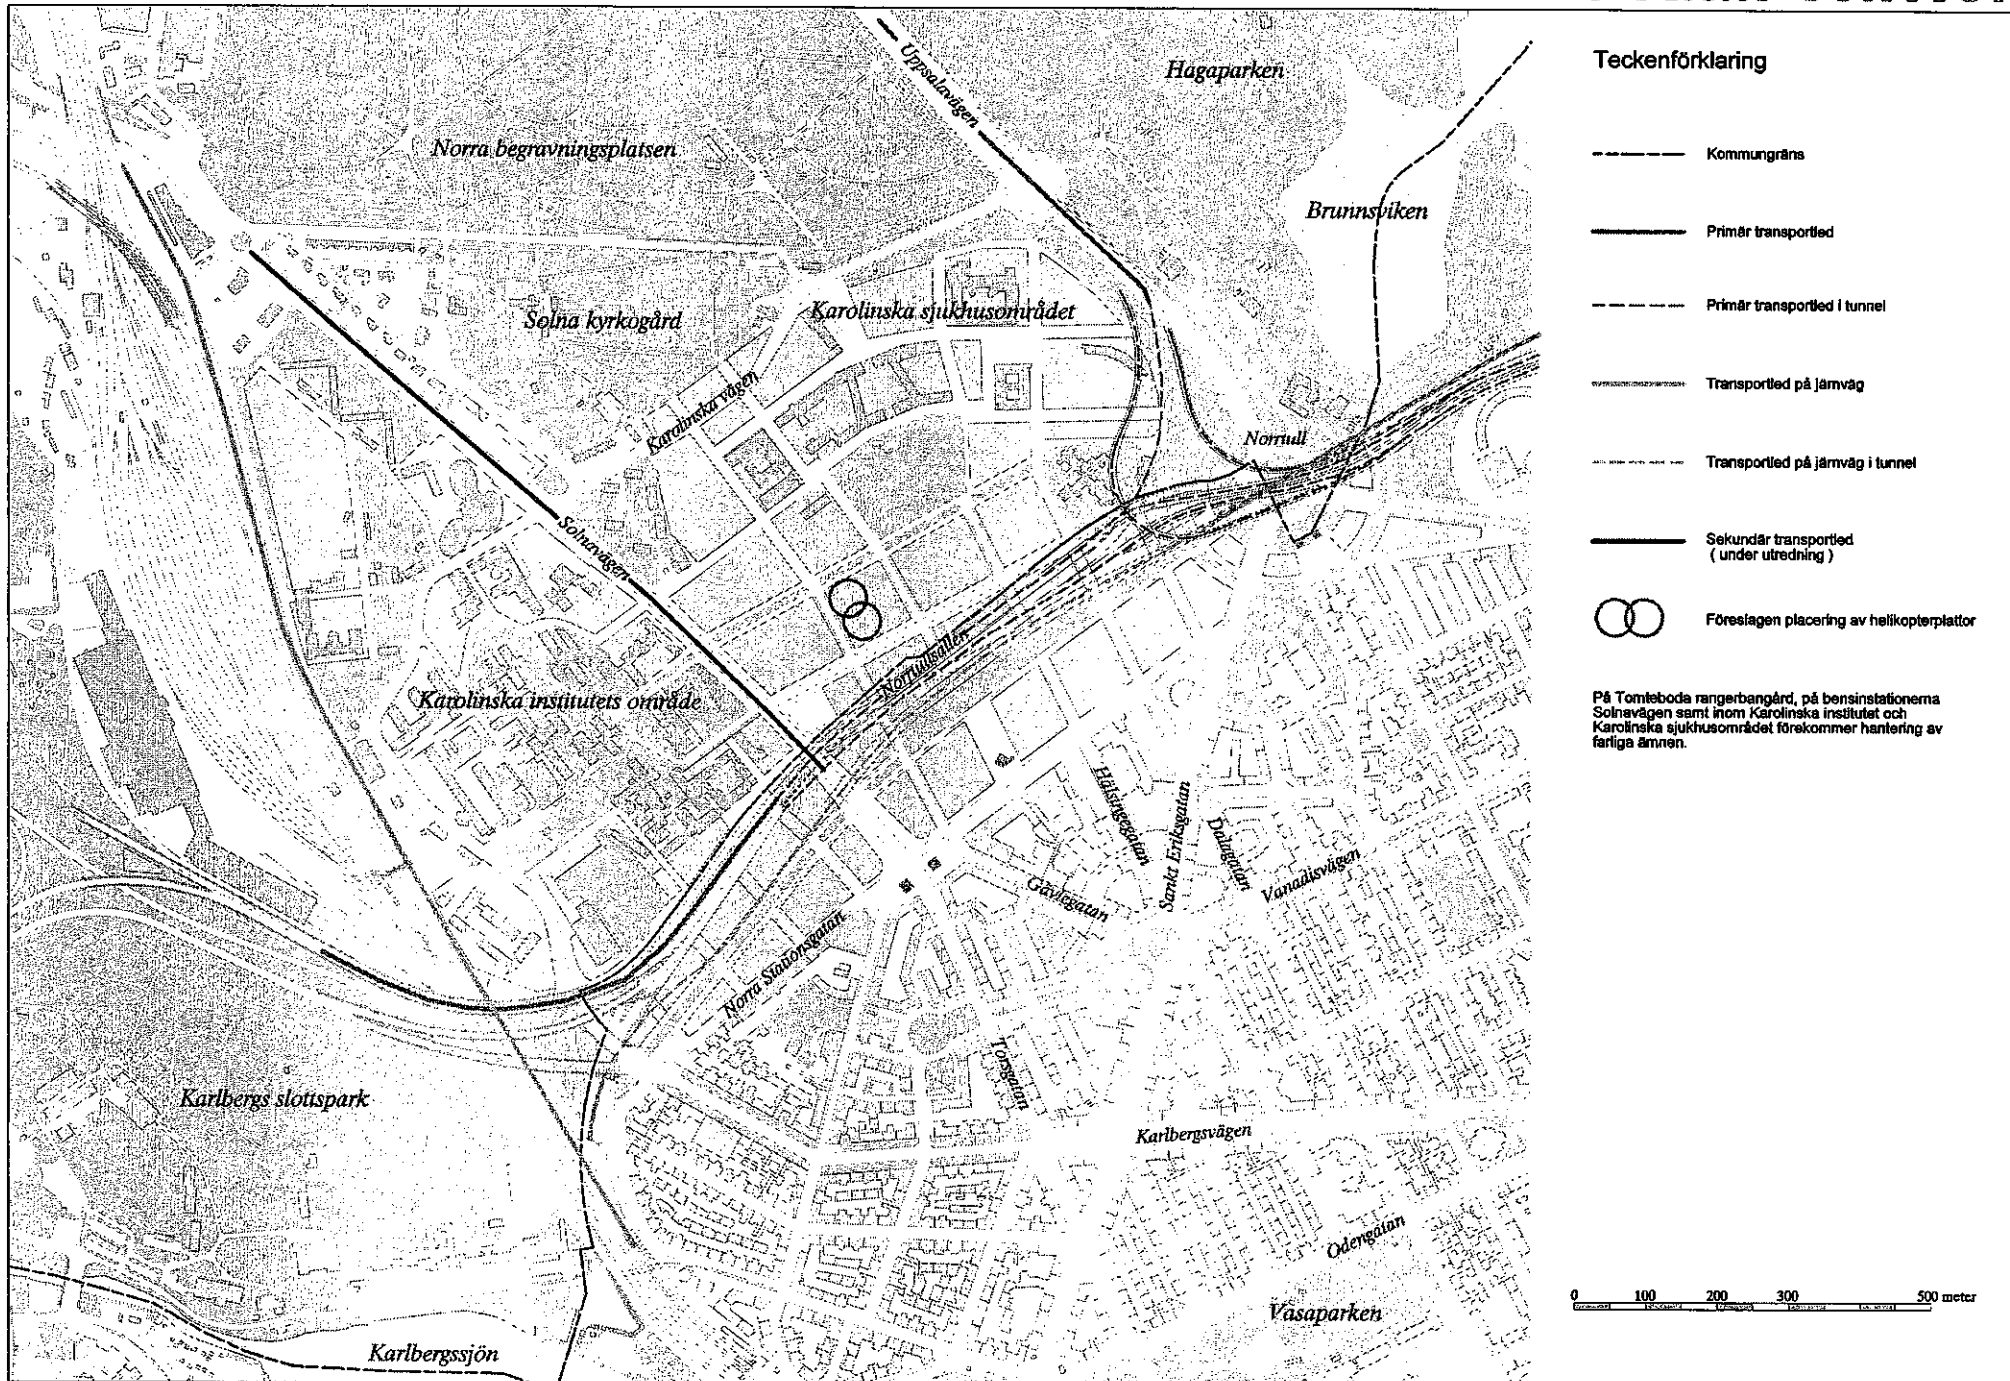 Hagaparken
Uppsalavägen
Norra begravningsplatsen
Brunnsviken
Solna kyrkogård
Karolinska sjukhusområdet
Karolinska vägen
Norrtull
Solnavägen
Norrtullsallén
Karolinska institutets område
Hälsingegatan
Sankt Eriksgatan
Dalagatan
Vanadisvägen
Gävlegatan
Norra Stationsgatan
Torsgatan
Karlbergs slottspark
Karlbergsvägen
Odengatan
Vasaparken
Karlbergssjön
Teckenförklaring
Kommungräns
Primär transportled
Primär transportled i tunnel
Transportled på järnväg
Transportled på järnväg i tunnel
Sekundär transportled
( under utredning )
Föreslagen placering av helikopterplattor
På Tomteboda rangerbangård, på bensinstationerna
Solnavägen samt inom Karolinska institutet och
Karolinska sjukhusområdet förekommer hantering av
farliga ämnen.
0 100 200 300 500 meter